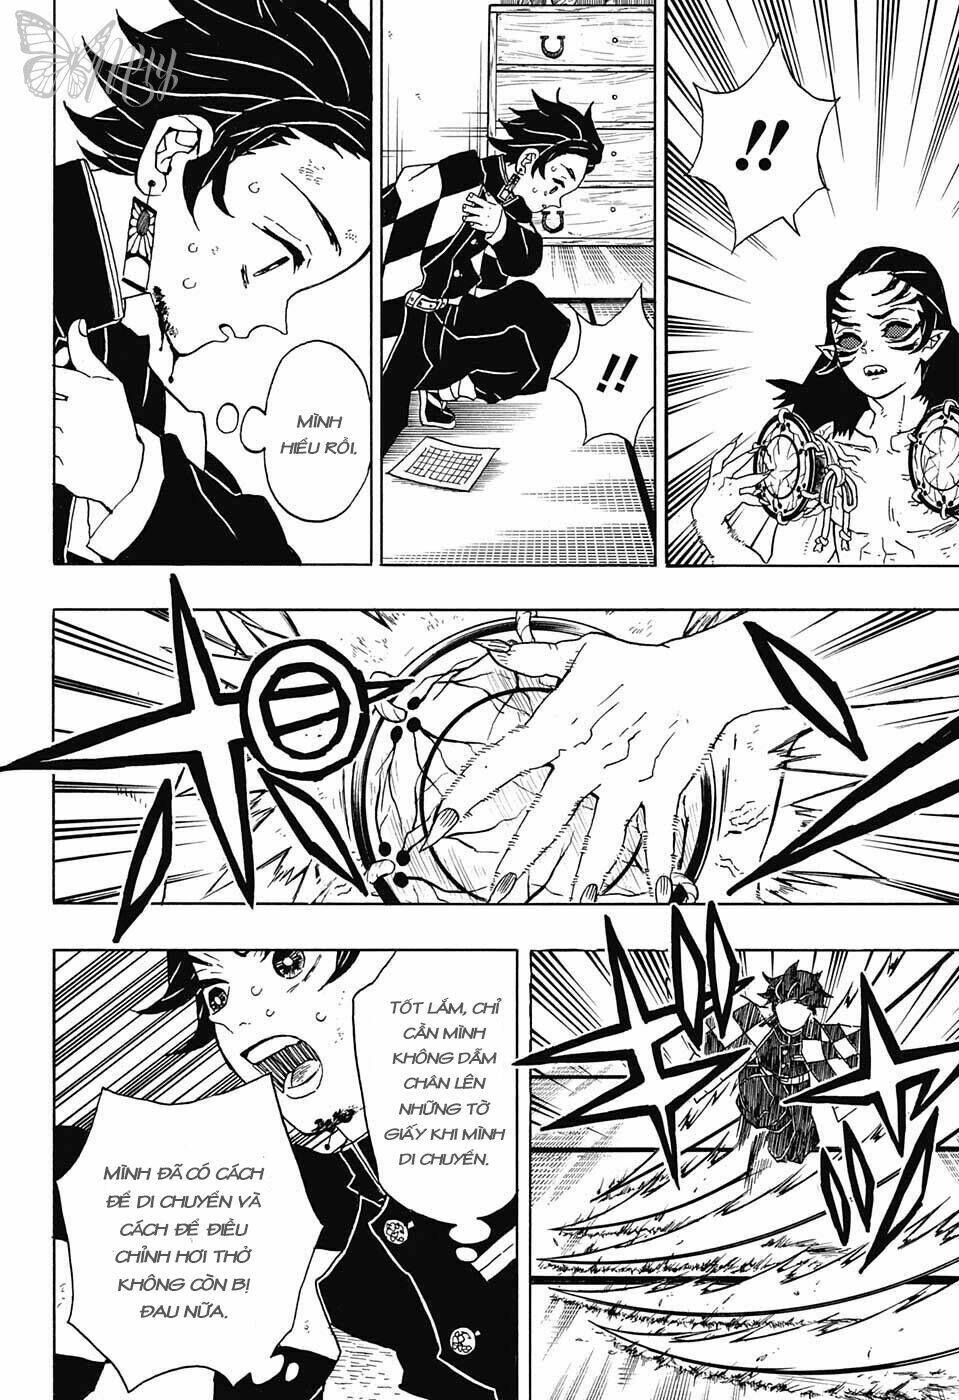 !!
!!
MÌNH
HIỂU RỒI.
TỐT LẮM, CHỈ
CẦN MÌNH
KHÔNG DẪM
CHÂN LÊN
NHỮNG TỜ
GIẤY KHI MÌNH
DI CHUYỂN.
MÌNH ĐÃ CÓ CÁCH
ĐỂ DI CHUYỂN VÀ
CÁCH ĐỂ ĐIỀU
CHỈNH HƠI THỞ
KHÔNG CÒN BỊ
ĐAU NỮA.